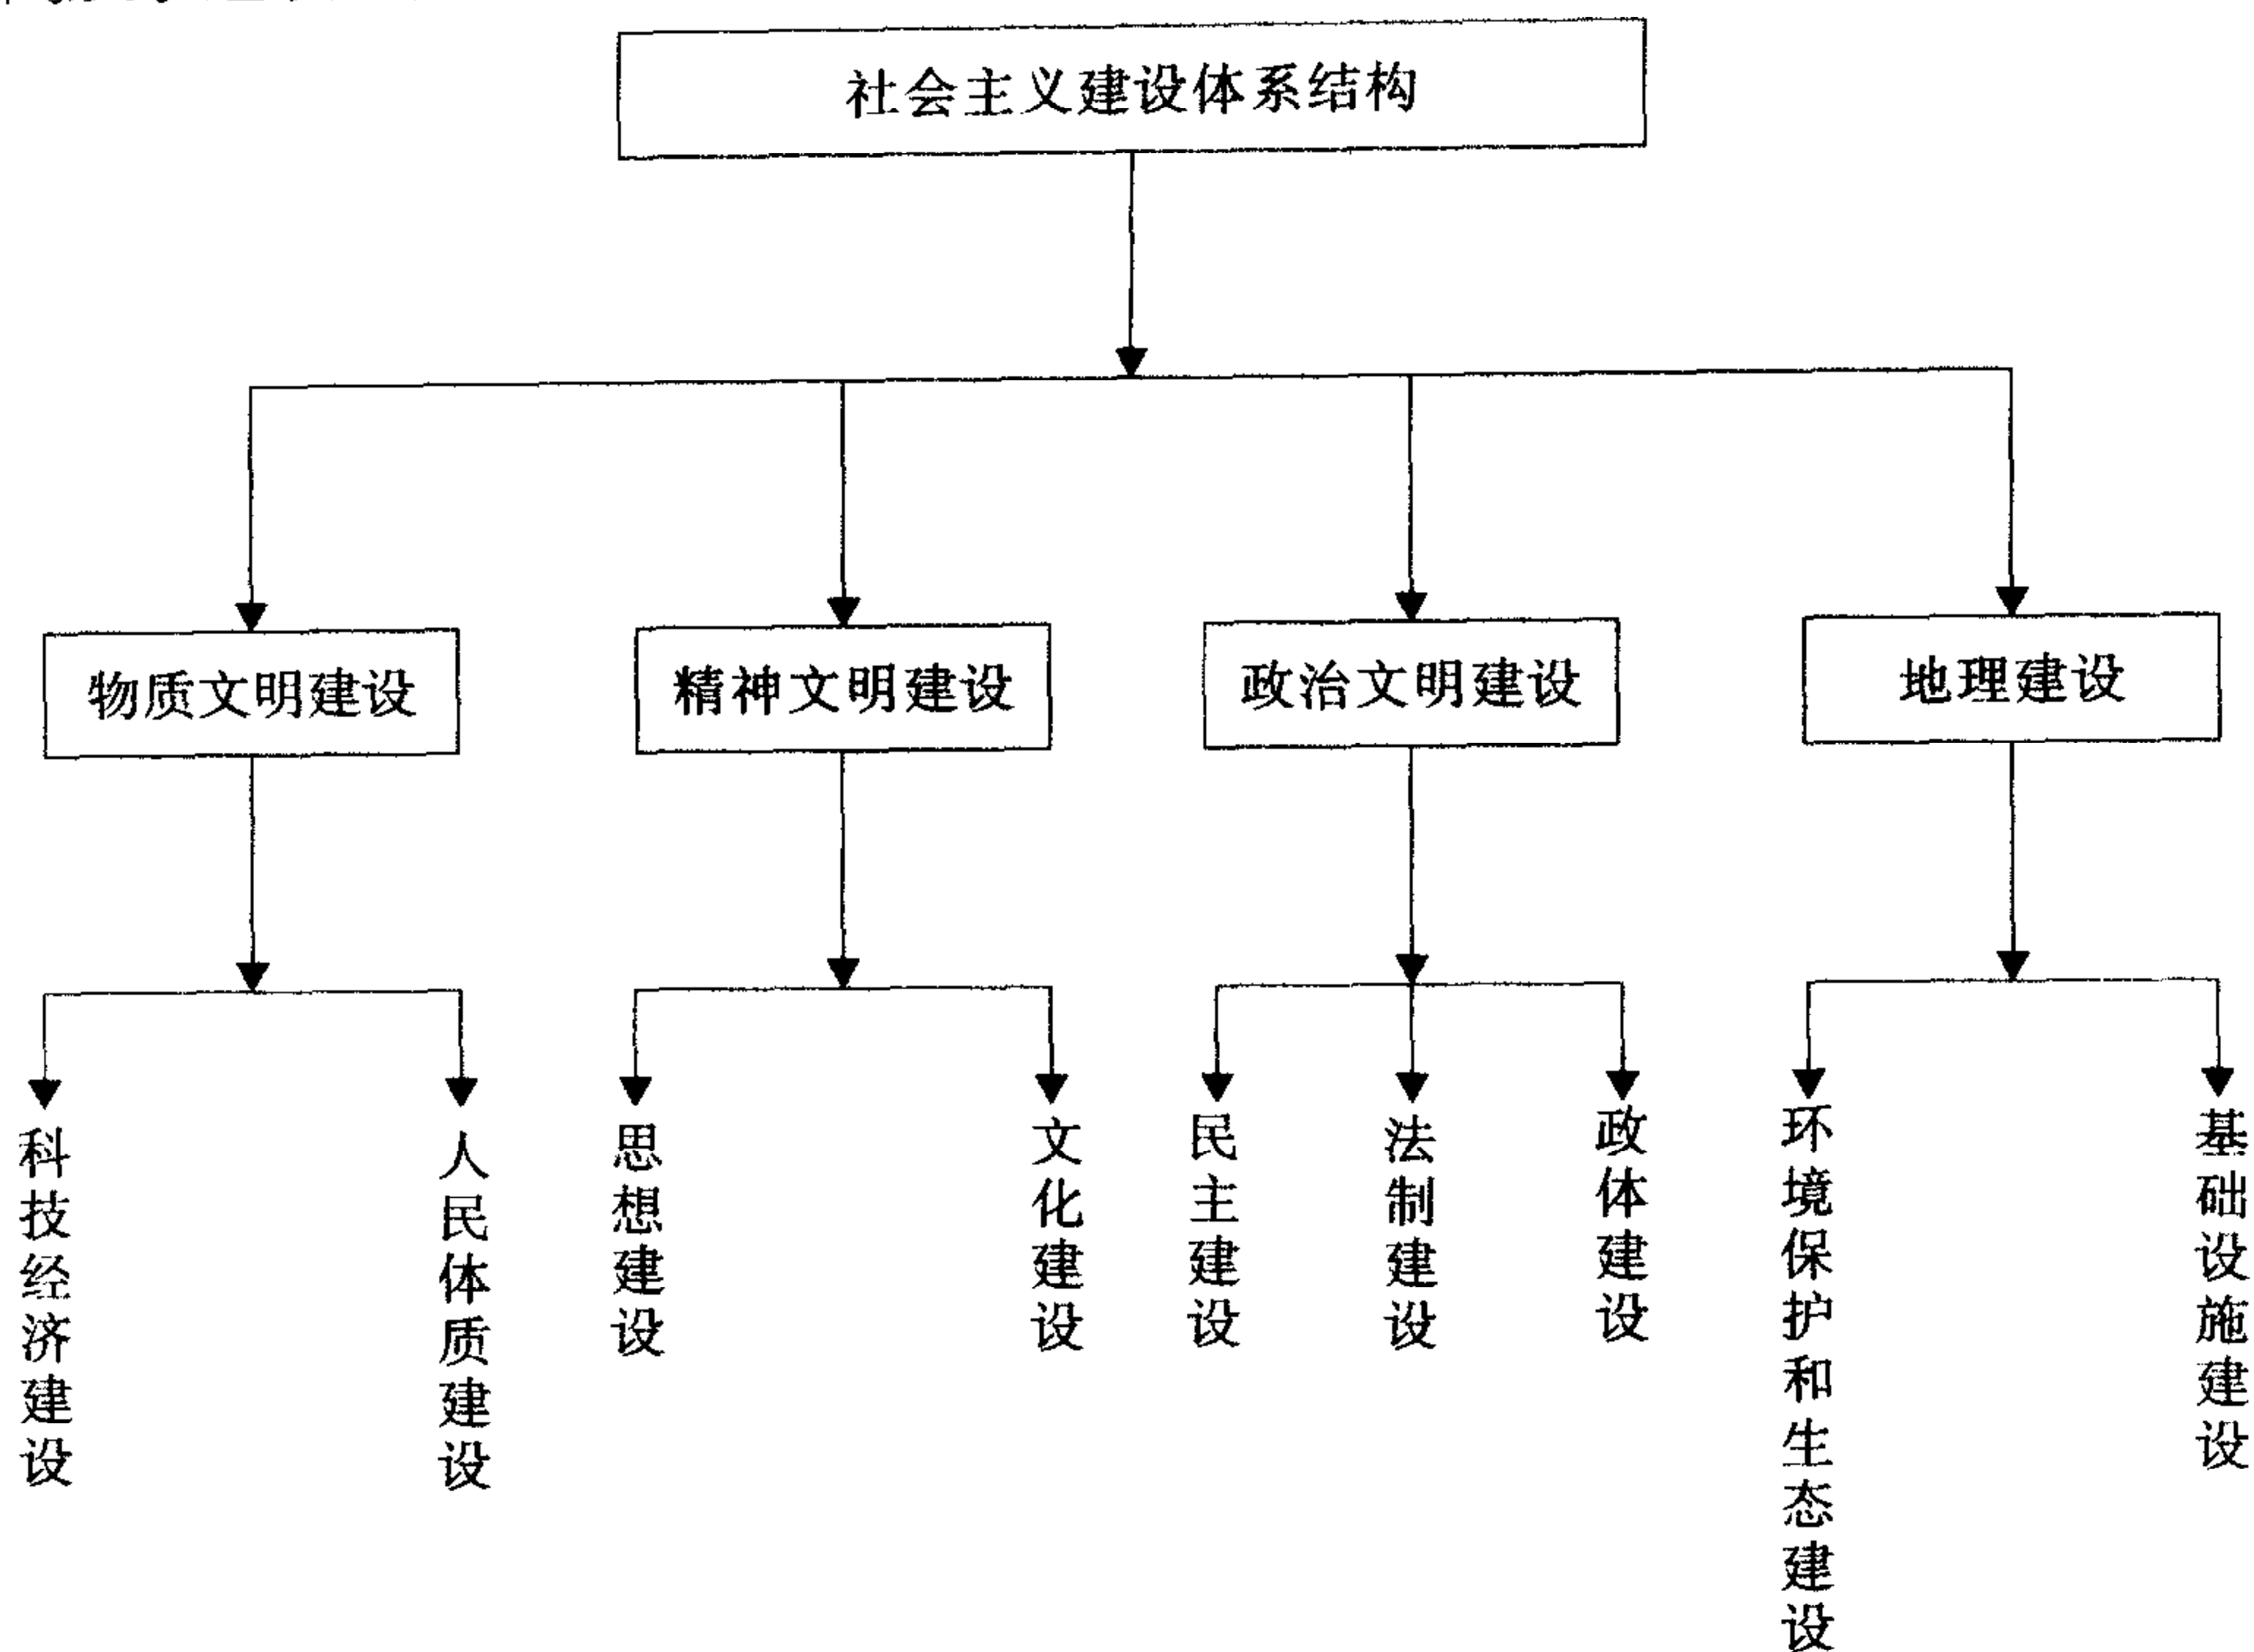 社会主义建设体系结构
物质文明建设
精神文明建设
政治文明建设
地理建设
科技经济建设
人民体质建设
思想建设
文化建设
民主建设
法制建设
政体建设
环境保护和生态建设
基础设施建设